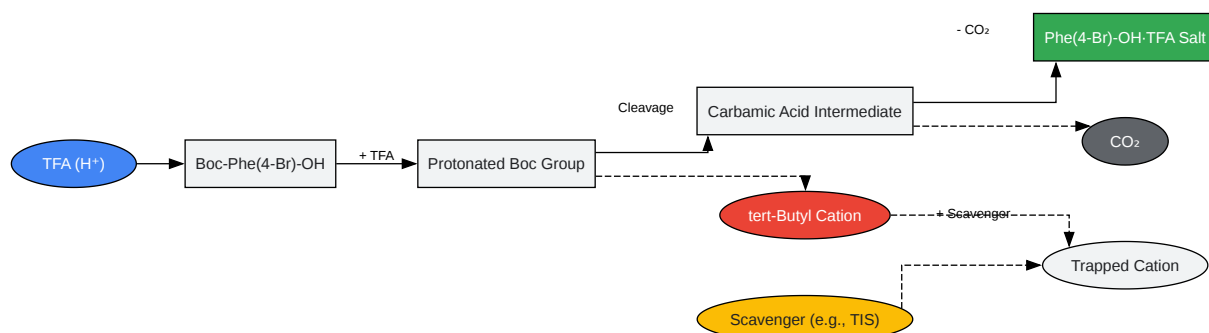 - CO₂
Phe(4-Br)-OH·TFA Salt
Cleavage
Carbamic Acid Intermediate
CO₂
TFA (H⁺)
Boc-Phe(4-Br)-OH
+ TFA
Protonated Boc Group
tert-Butyl Cation
+ Scavenger
Trapped Cation
Scavenger (e.g., TIS)